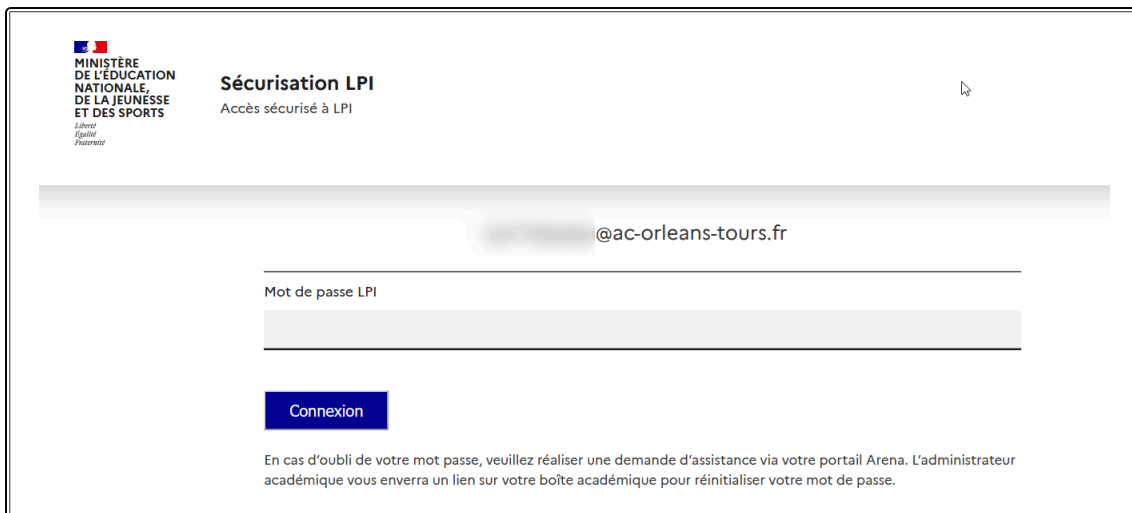 MINISTÈRE
DE L'ÉDUCATION
NATIONALE,
DE LA JEUNESSE
ET DES SPORTS
Liberté
Égalité
Fraternité
Sécurisation LPI
Accès sécurisé à LPI
@ac-orleans-tours.fr
Mot de passe LPI
Connexion
En cas d'oubli de votre mot passe, veuillez réaliser une demande d'assistance via votre portail Arena. L'administrateur
académique vous enverra un lien sur votre boîte académique pour réinitialiser votre mot de passe.